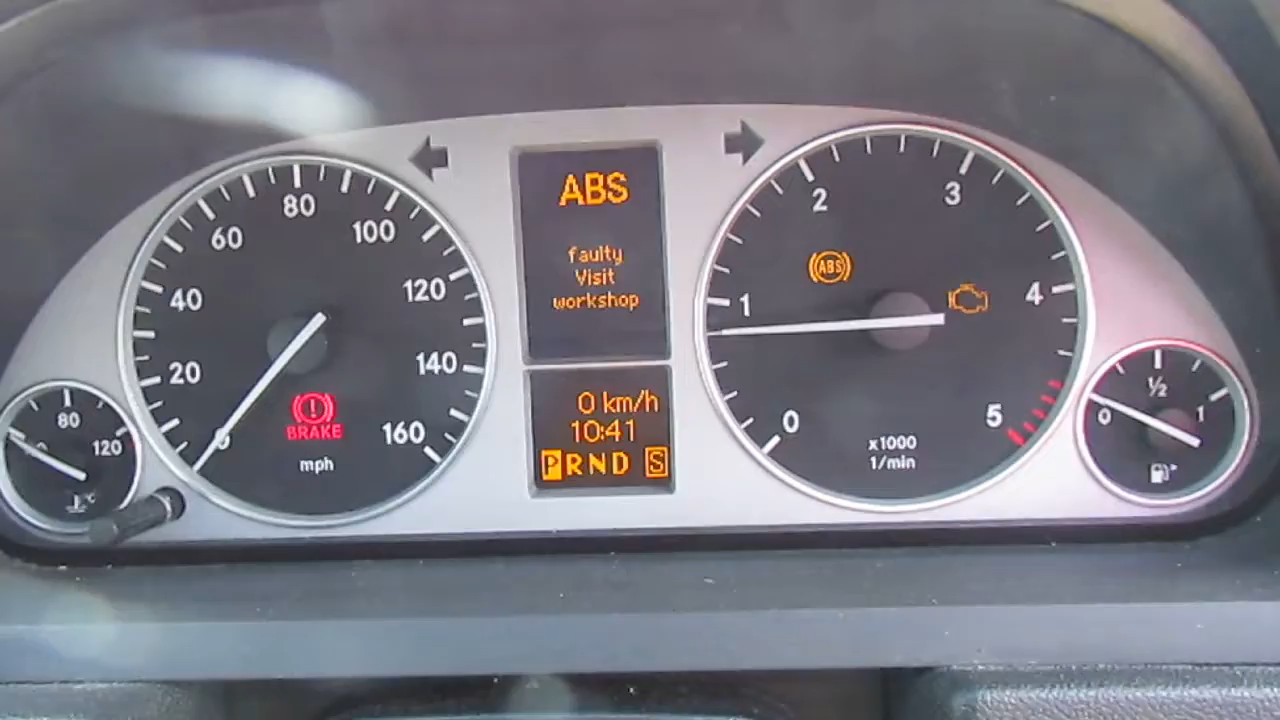 ABS
faulty
Visit
workshop
0 km/h
10:41
PRND S
0
20
40
60
80
100
120
140
160
BRAKE
mph
80
120
°C
0
1
2
3
4
5
ABS
x1000
1/min
0
½
1